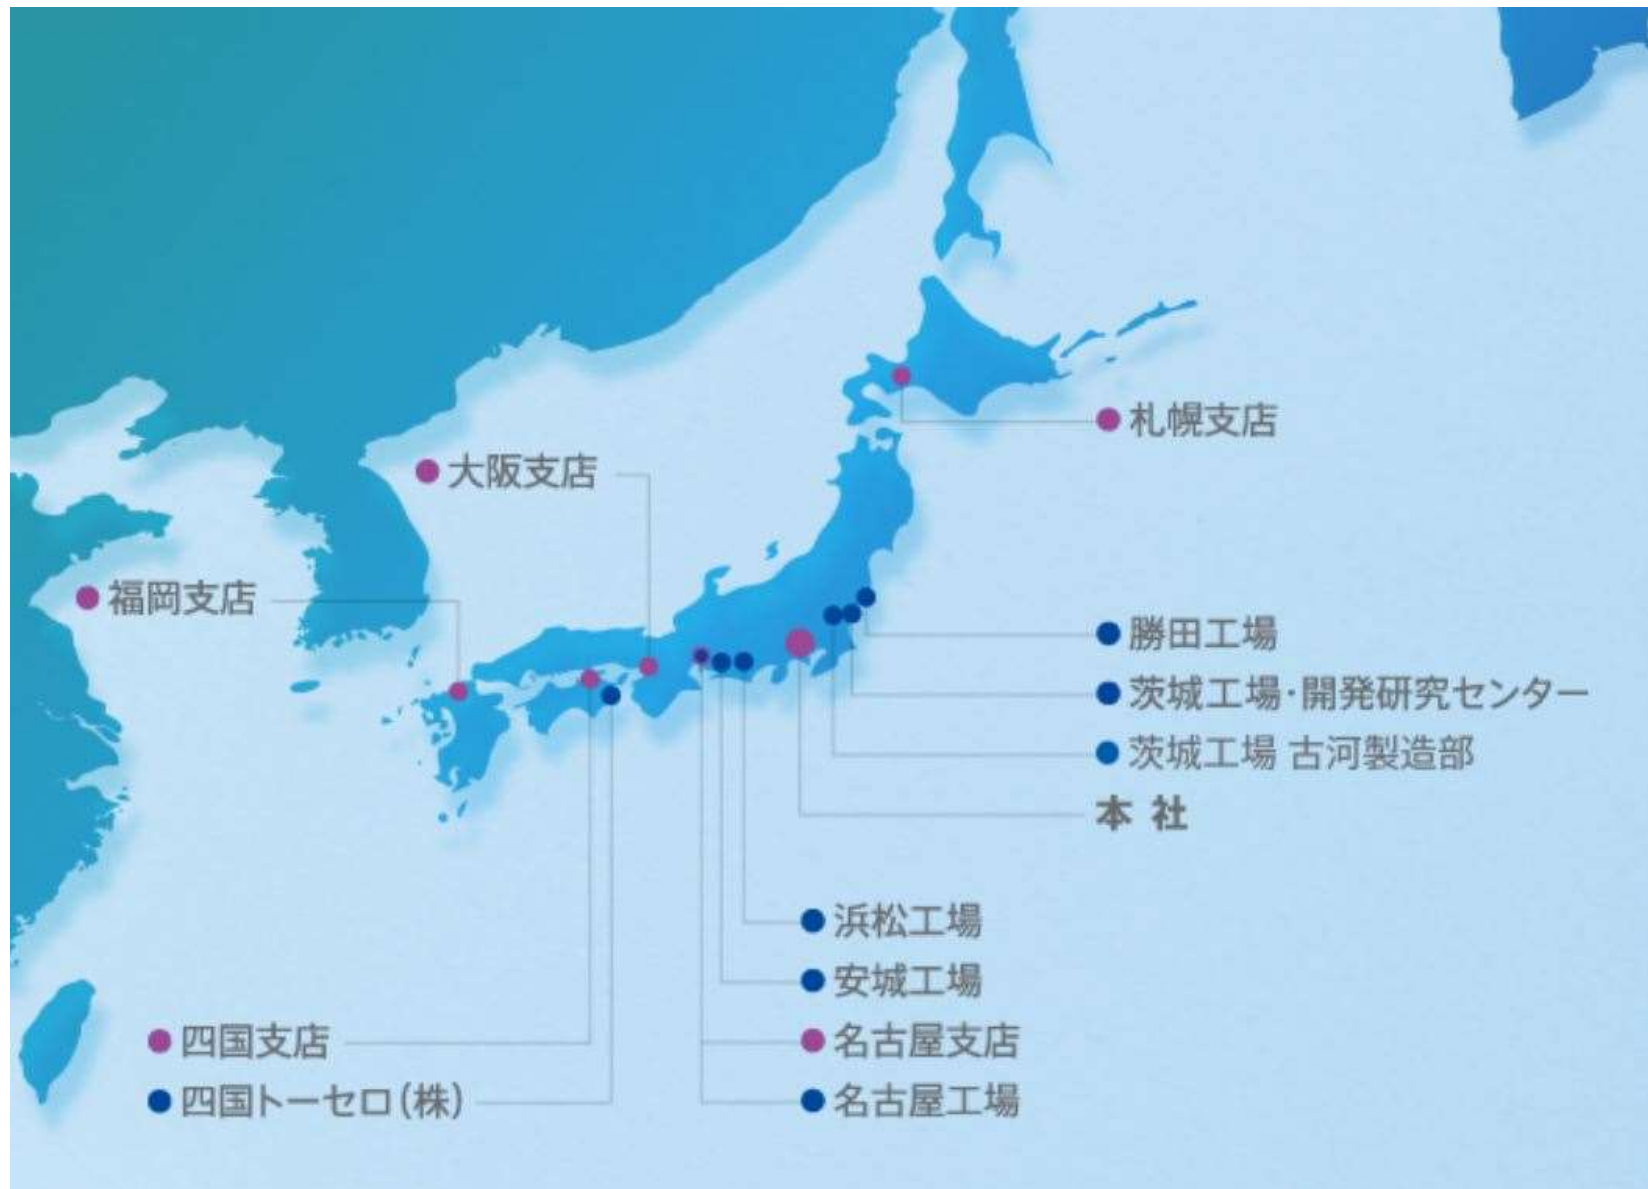 札幌支店
大阪支店
福岡支店
勝田工場
茨城工場・開発研究センター
茨城工場 古河製造部
本 社
浜松工場
安城工場
四国支店
名古屋支店
四国トーセロ(株)
名古屋工場